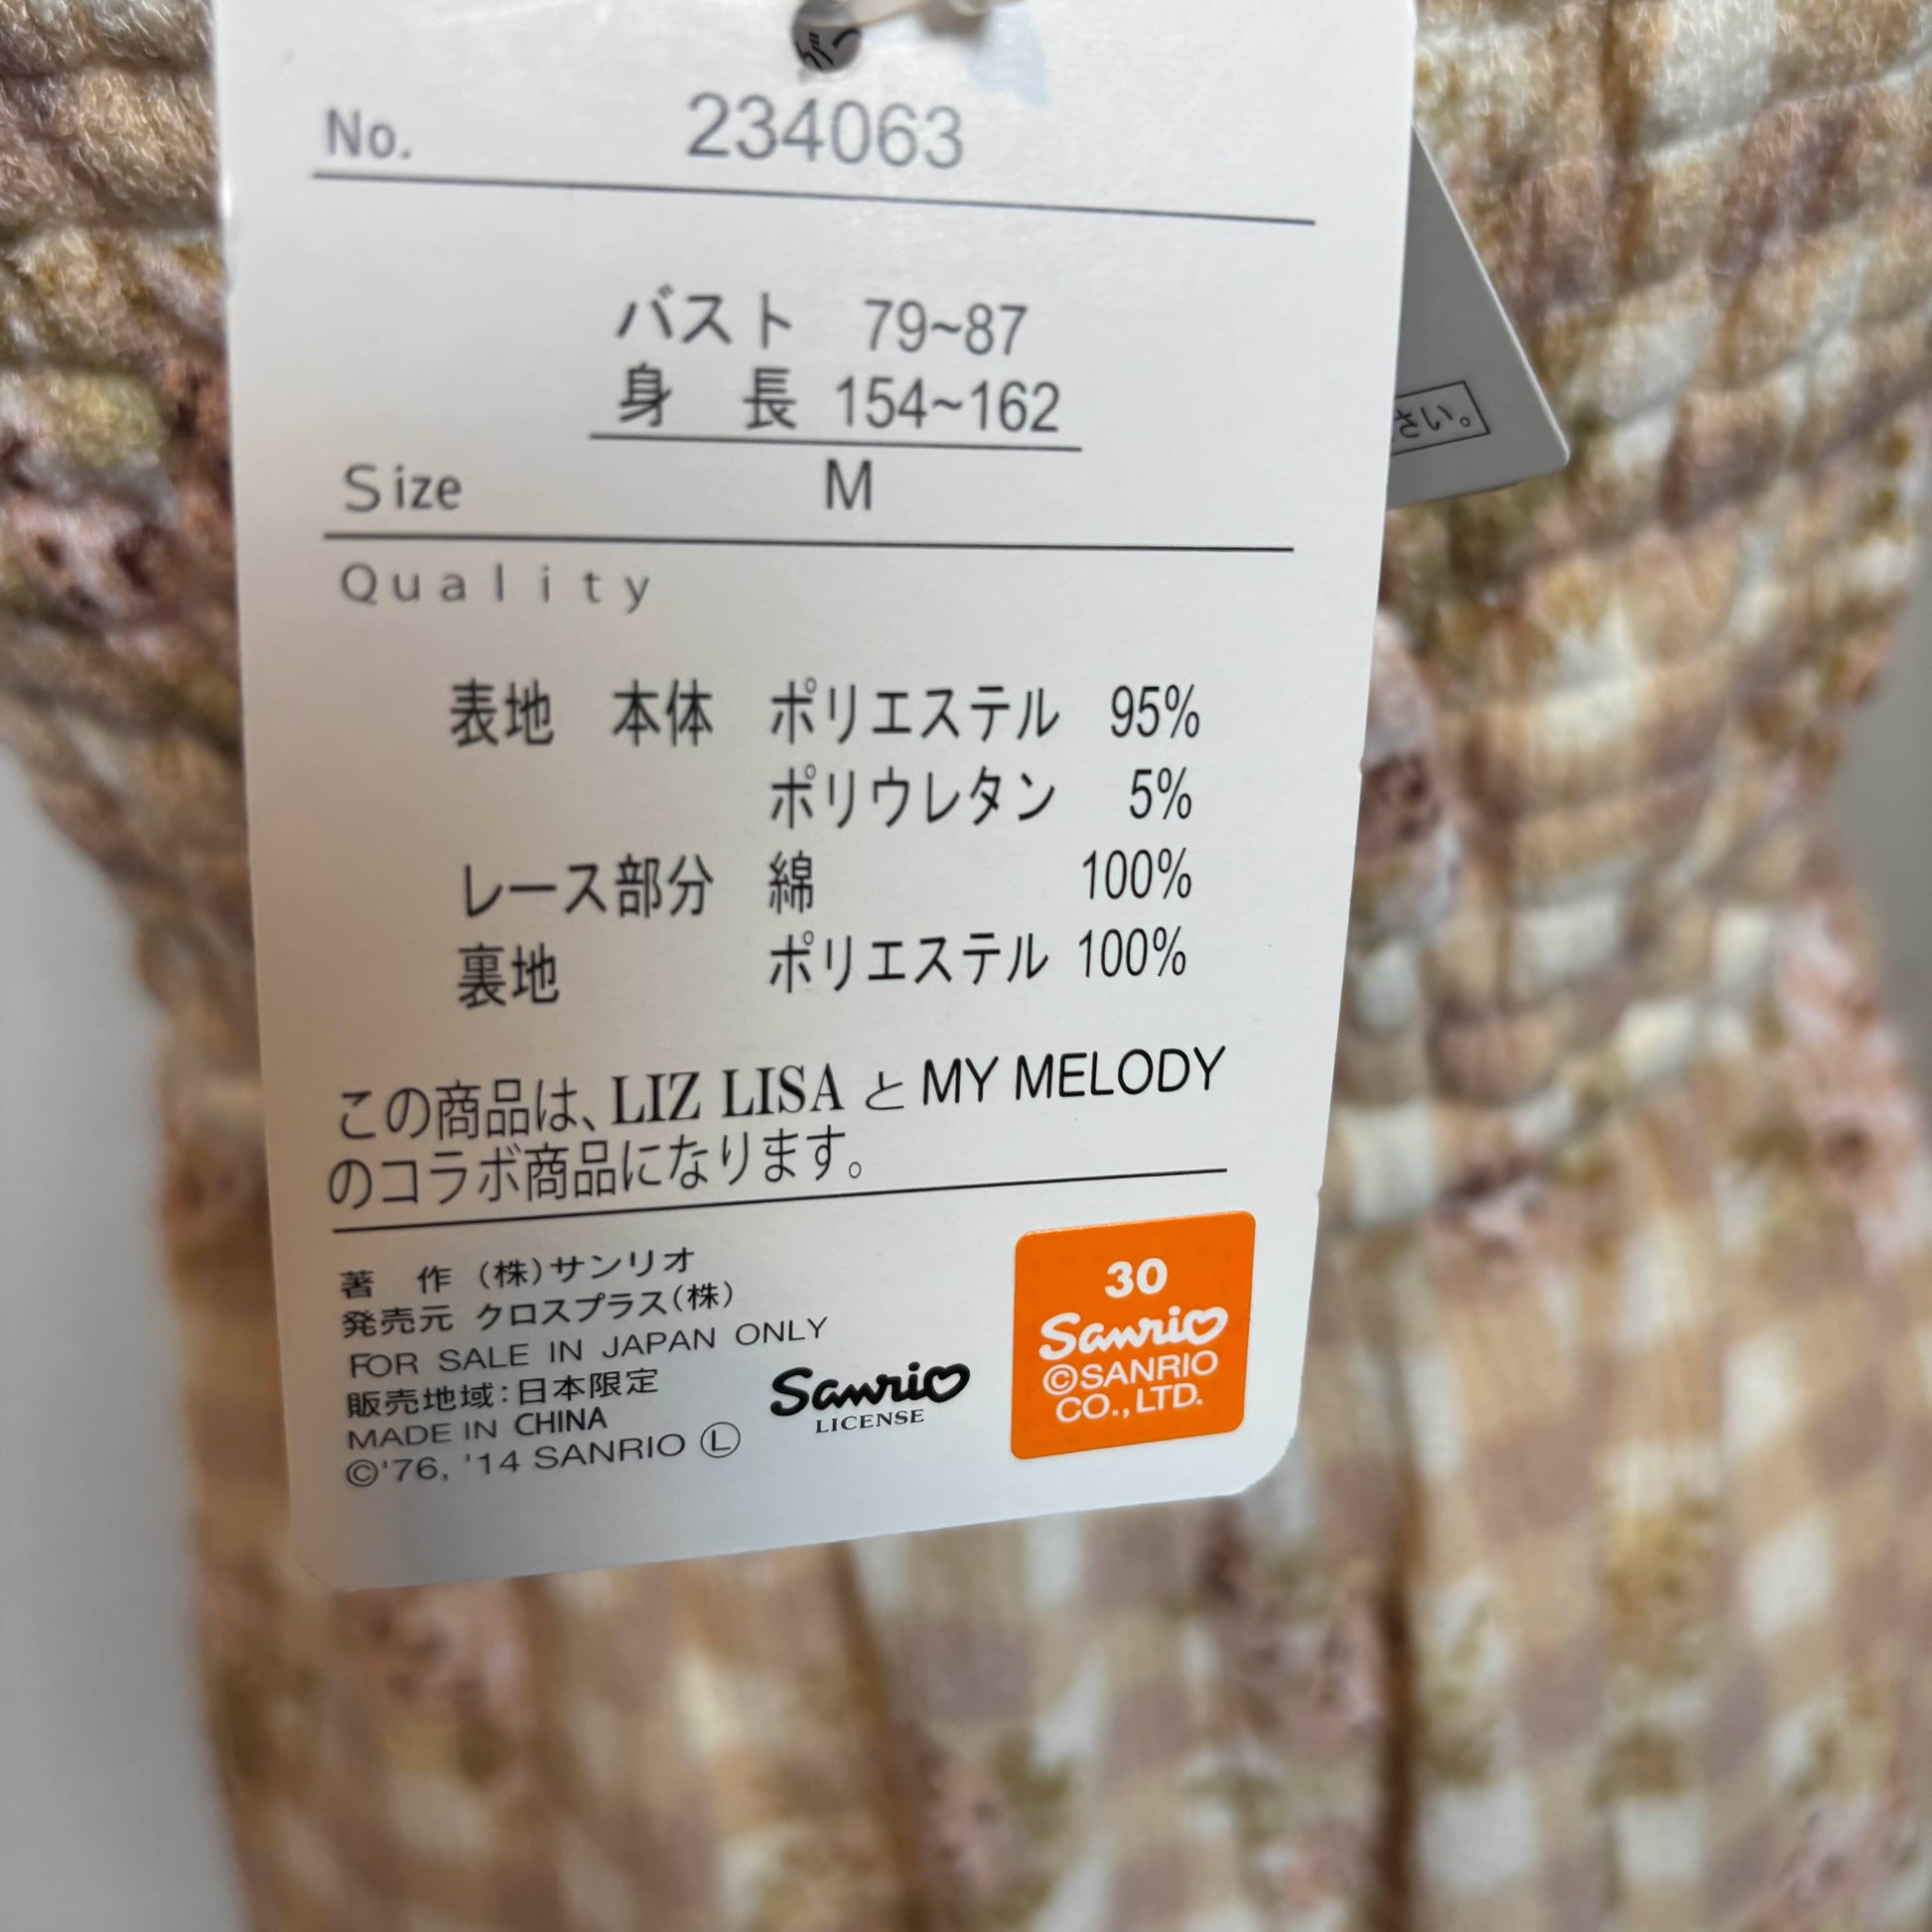 No. 234063
バスト 79~87
身 長 154~162
さい。
Size M
Quality
表地 本体 ポリエステル 95%
ポリウレタン 5%
レース部分 綿 100%
裏地 ポリエステル 100%
この商品は、LIZ LISA と MY MELODY
のコラボ商品になります。
著 作 (株)サンリオ
発売元 クロスプラス(株)
FOR SALE IN JAPAN ONLY
販売地域:日本限定
MADE IN CHINA
©'76, '14 SANRIO Ⓛ
Sanrio
LICENSE
30
Sanrio
©SANRIO
CO.,LTD.